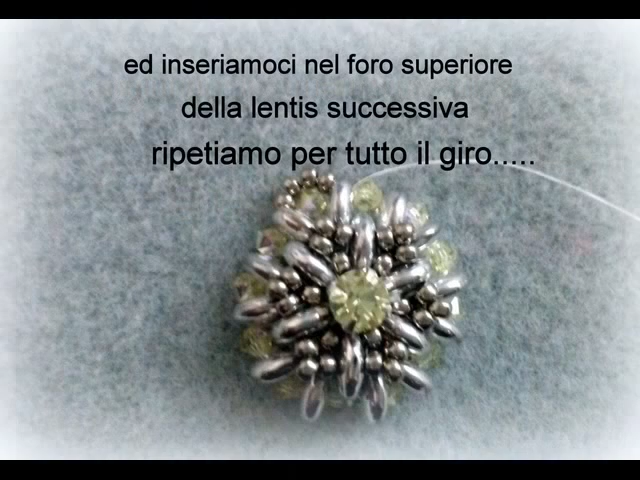 ed inseriamoci nel foro superiore
della lentis successiva
ripetiamo per tutto il giro.....